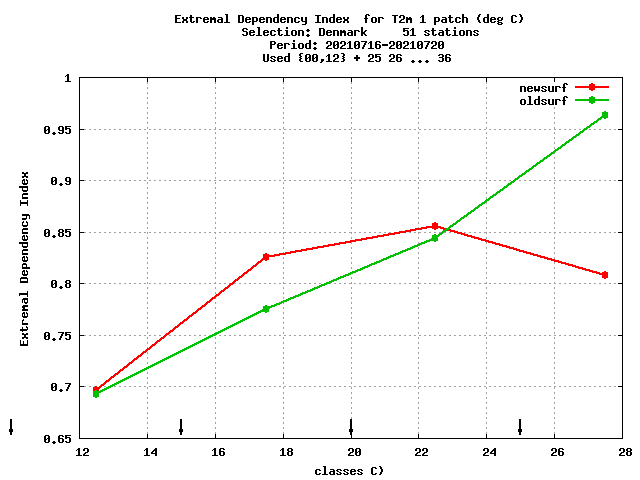 Extremal Dependency Index  for T2m 1 patch (deg C)
Selection: Denmark     51 stations
Period: 20210716-20210720
Used {00,12} + 25 26 ... 36
newsurf
oldsurf
1
0.95
0.9
0.85
0.8
0.75
0.7
0.65
Extremal Dependency Index
12 14 16 18 20 22 24 26 28
classes C)